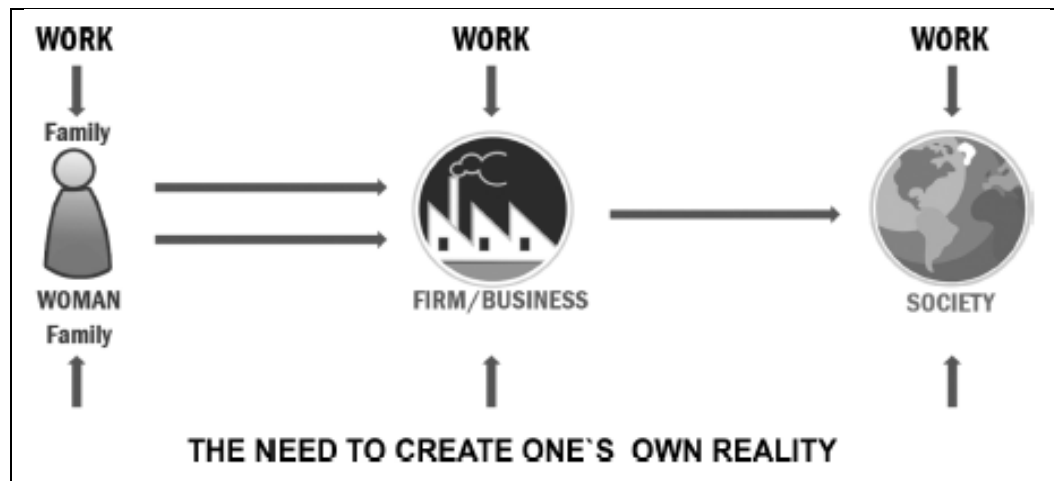 WORK WORK WORK
Family
WOMAN FIRM/BUSINESS SOCIETY
Family
THE NEED TO CREATE ONE`S OWN REALITY